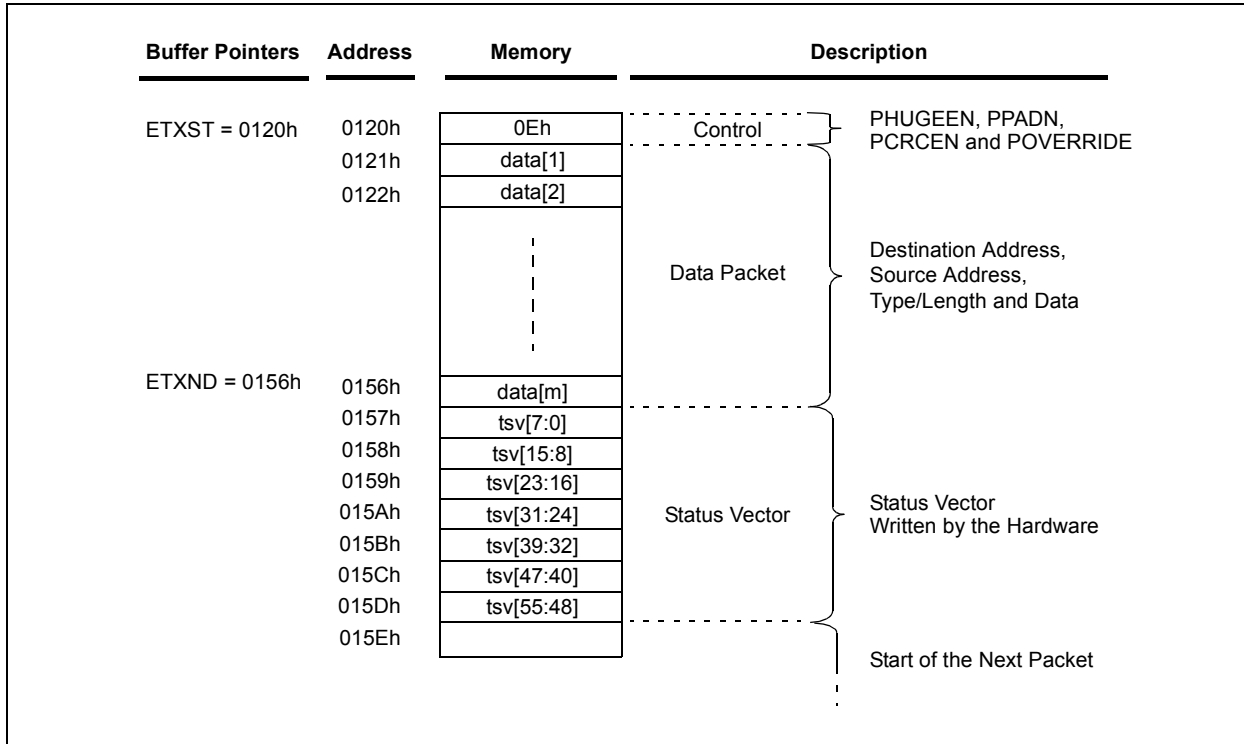 Buffer Pointers Address Memory Description
ETXST = 0120h 0120h 0Eh Control PHUGEEN, PPADN,
PCRCEN and POVERRIDE
0121h data[1]
0122h data[2]
Data Packet Destination Address,
Source Address,
Type/Length and Data
ETXND = 0156h 0156h data[m]
0157h tsv[7:0]
0158h tsv[15:8]
0159h tsv[23:16]
015Ah tsv[31:24] Status Vector Status Vector
Written by the Hardware
015Bh tsv[39:32]
015Ch tsv[47:40]
015Dh tsv[55:48]
015Eh
Start of the Next Packet